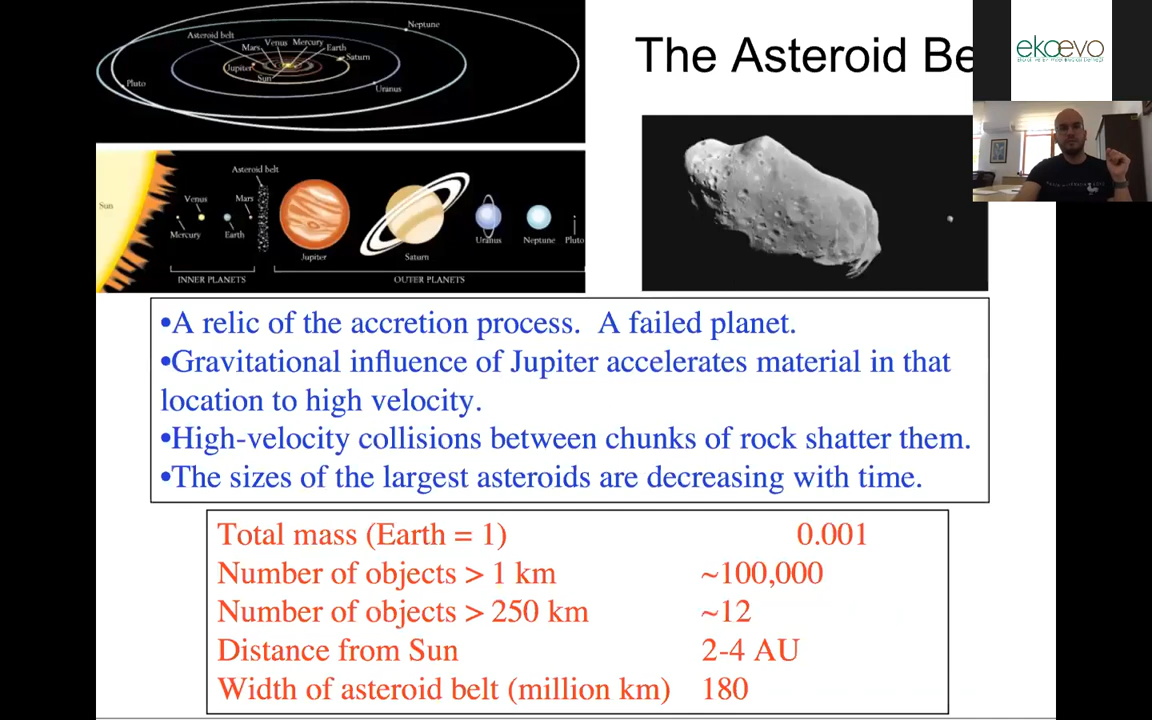 Neptune
Asteroid belt
Venus Mercury
Mars
Earth
Saturn
Jupiter
Sun
Pluto
Uranus
The Asteroid Be
ekoevo
Asteroid belt
Sun
Venus
Mars
Mercury
Earth
Uranus
Neptune
Pluto
Jupiter
Saturn
INNER PLANETS
OUTER PLANETS
•A relic of the accretion process.  A failed planet.
•Gravitational influence of Jupiter accelerates material in that
location to high velocity.
•High-velocity collisions between chunks of rock shatter them.
•The sizes of the largest asteroids are decreasing with time.
Total mass (Earth = 1) 0.001
Number of objects > 1 km ~100,000
Number of objects > 250 km ~12
Distance from Sun 2-4 AU
Width of asteroid belt (million km) 180